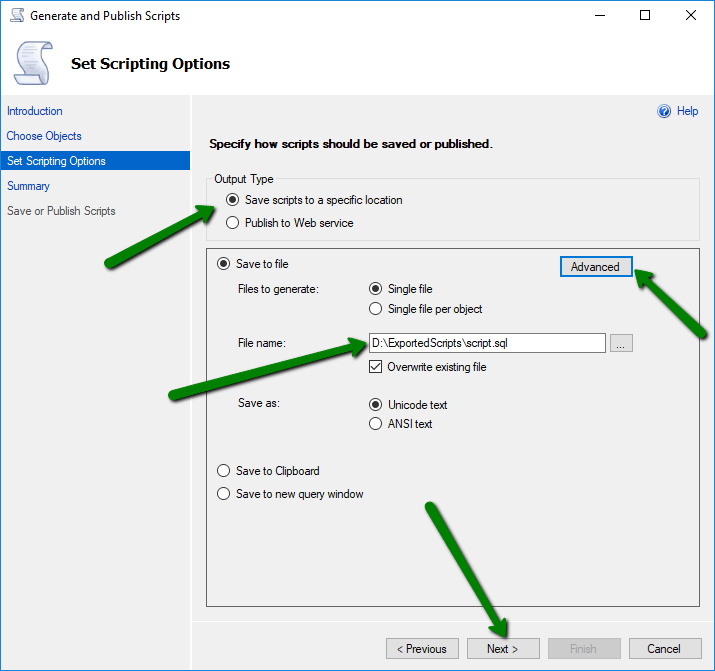 Generate and Publish Scripts
Set Scripting Options
Introduction
Choose Objects
Set Scripting Options
Summary
Save or Publish Scripts
Help
Specify how scripts should be saved or published.
Output Type
Save scripts to a specific location
Publish to Web service
Save to file
Advanced
Files to generate:
Single file
Single file per object
File name:
D:\ExportedScripts\script.sql
...
Overwrite existing file
Save as:
Unicode text
ANSI text
Save to Clipboard
Save to new query window
< Previous
Next >
Finish
Cancel